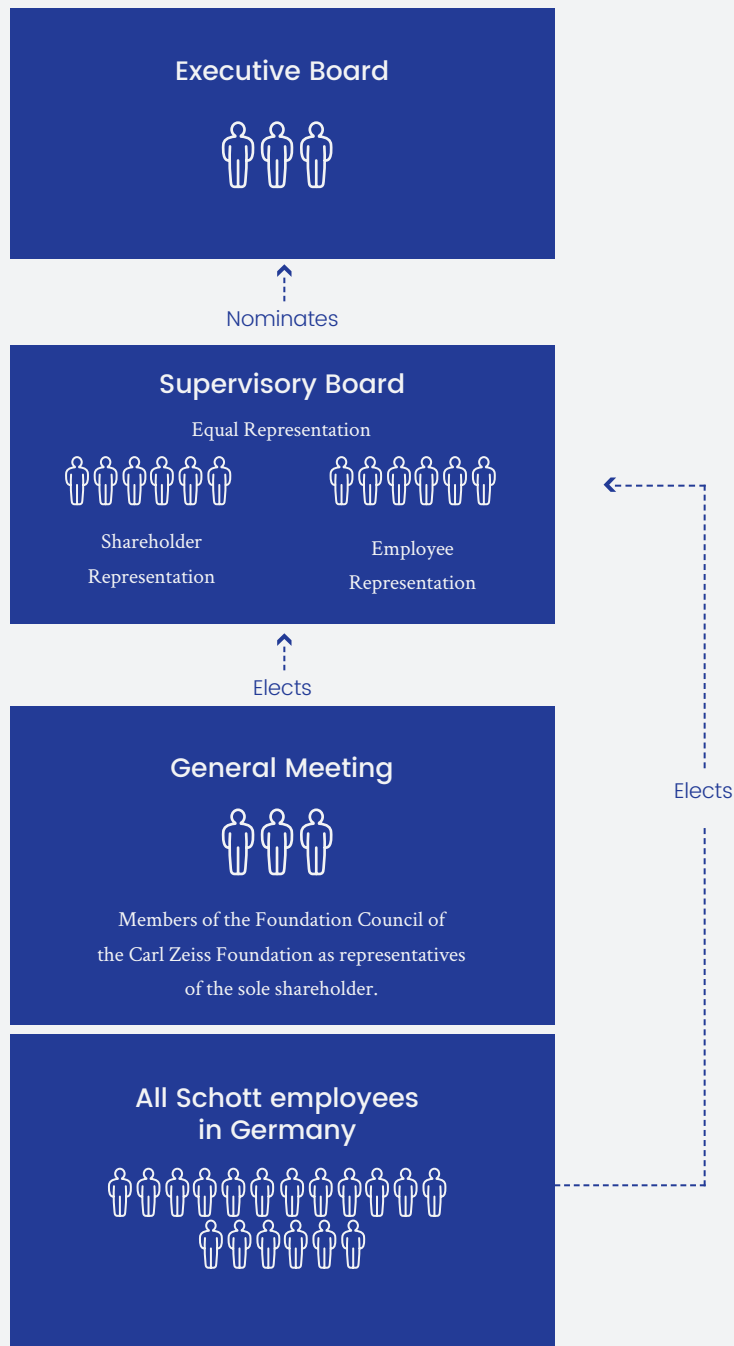 Executive Board
Nominates
Supervisory Board
Equal Representation
Shareholder
Representation
Employee
Representation
Elects
General Meeting
Members of the Foundation Council of
the Carl Zeiss Foundation as representatives
of the sole shareholder.
Elects
All Schott employees
in Germany